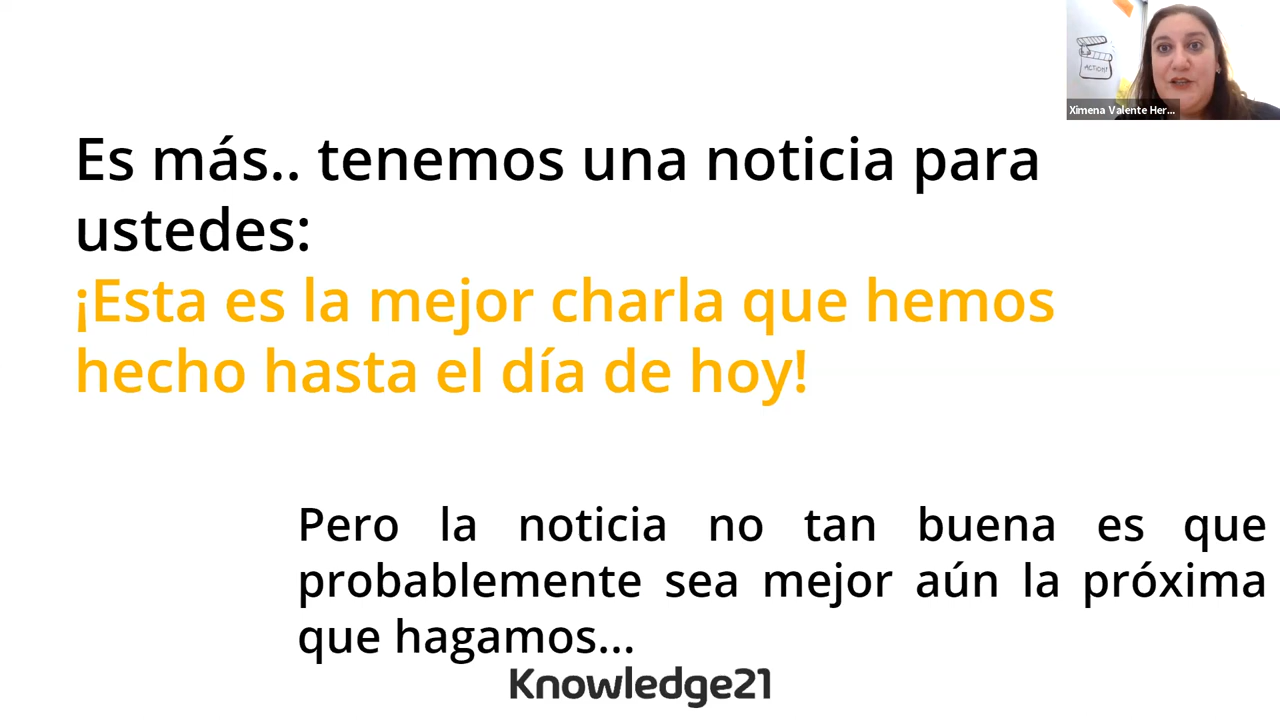 ACTION!
Ximena Valente Her...
Es más.. tenemos una noticia para
ustedes:
¡Esta es la mejor charla que hemos
hecho hasta el día de hoy!
Pero la noticia no tan buena es que
probablemente sea mejor aún la próxima
que hagamos...
Knowledge21